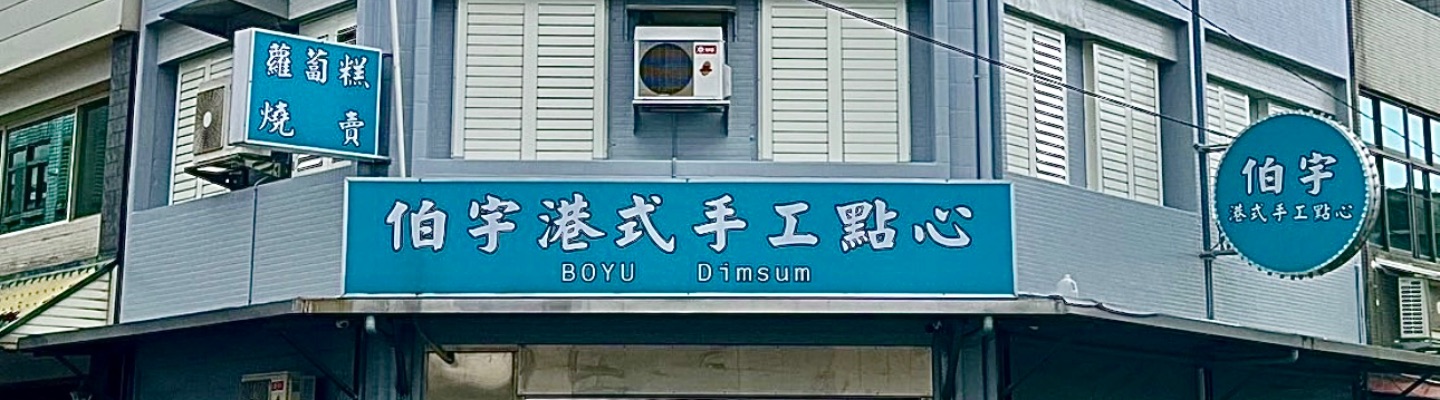 蘿蔔糕
燒賣
伯宇港式手工點心
BOYU Dimsum
伯宇
港式手工點心